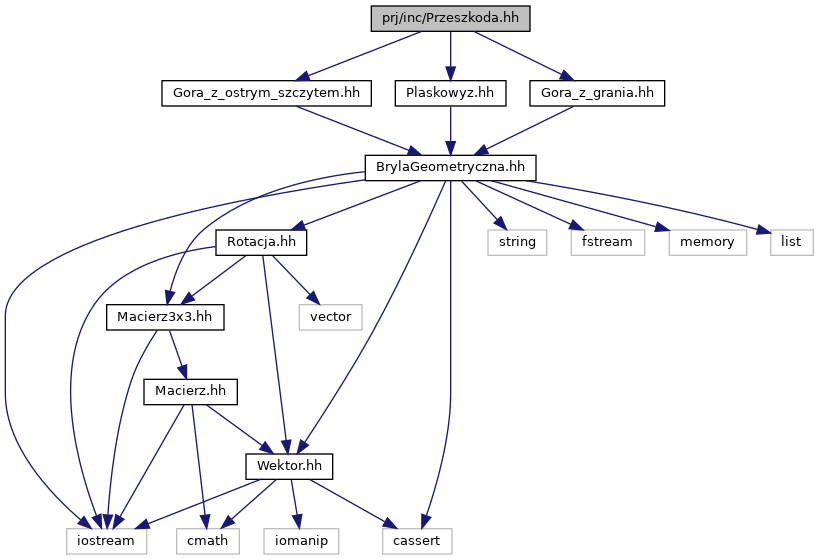 prj/inc/Przeszkoda.hh
Gora_z_ostrym_szczytem.hh
Plaskowyz.hh
Gora_z_grania.hh
BrylaGeometryczna.hh
Rotacja.hh
string
fstream
memory
list
Macierz3x3.hh
vector
Macierz.hh
Wektor.hh
iostream
cmath
iomanip
cassert